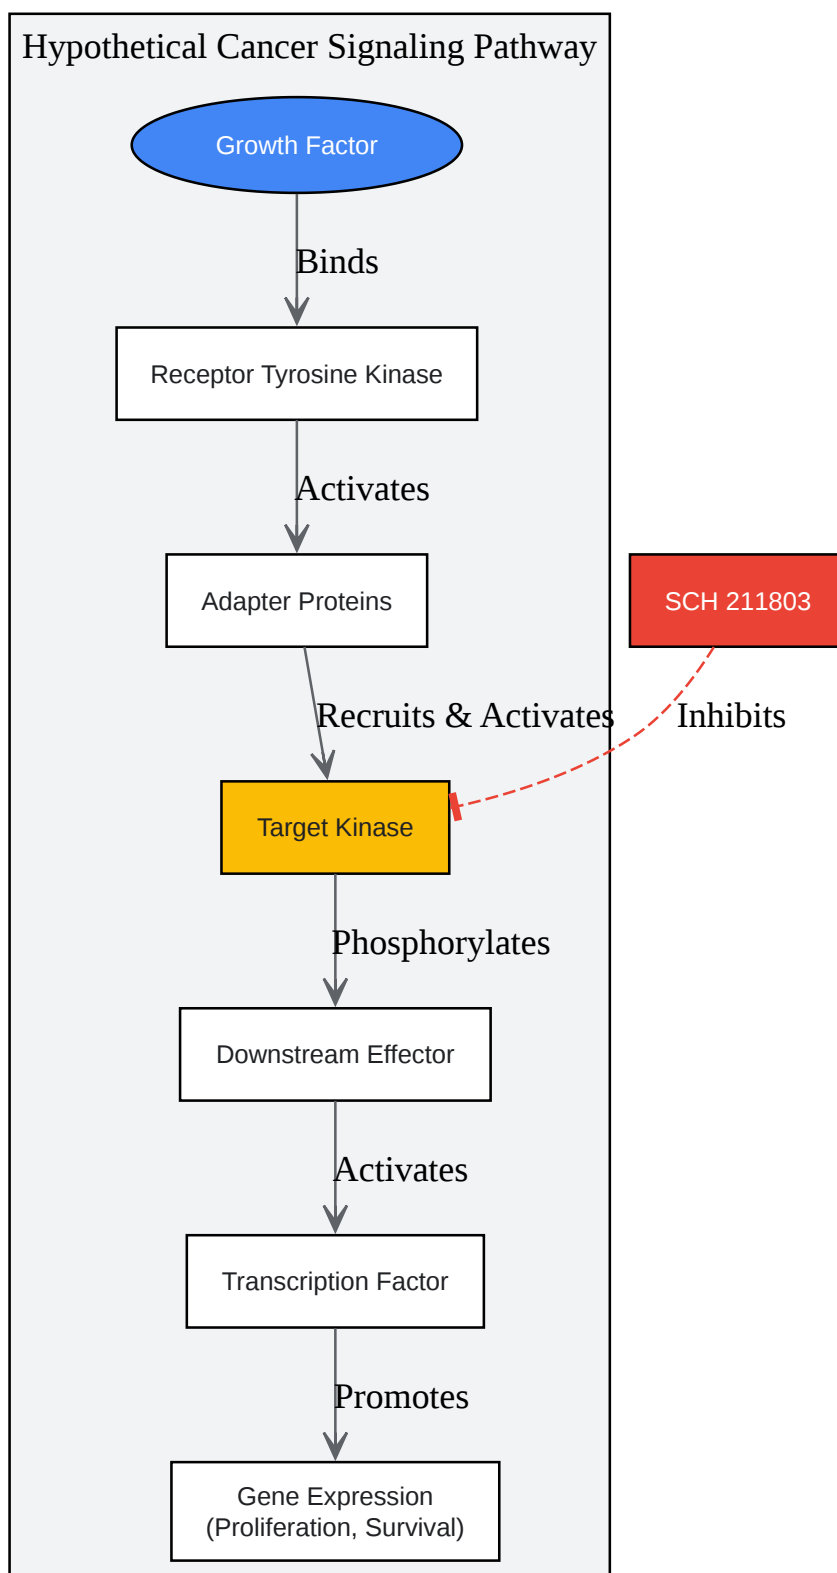 Hypothetical Cancer Signaling Pathway
Growth Factor
Binds
Receptor Tyrosine Kinase
Activates
Adapter Proteins
SCH 211803
Recruits & Activates
Inhibits
Target Kinase
Phosphorylates
Downstream Effector
Activates
Transcription Factor
Promotes
Gene Expression
(Proliferation, Survival)